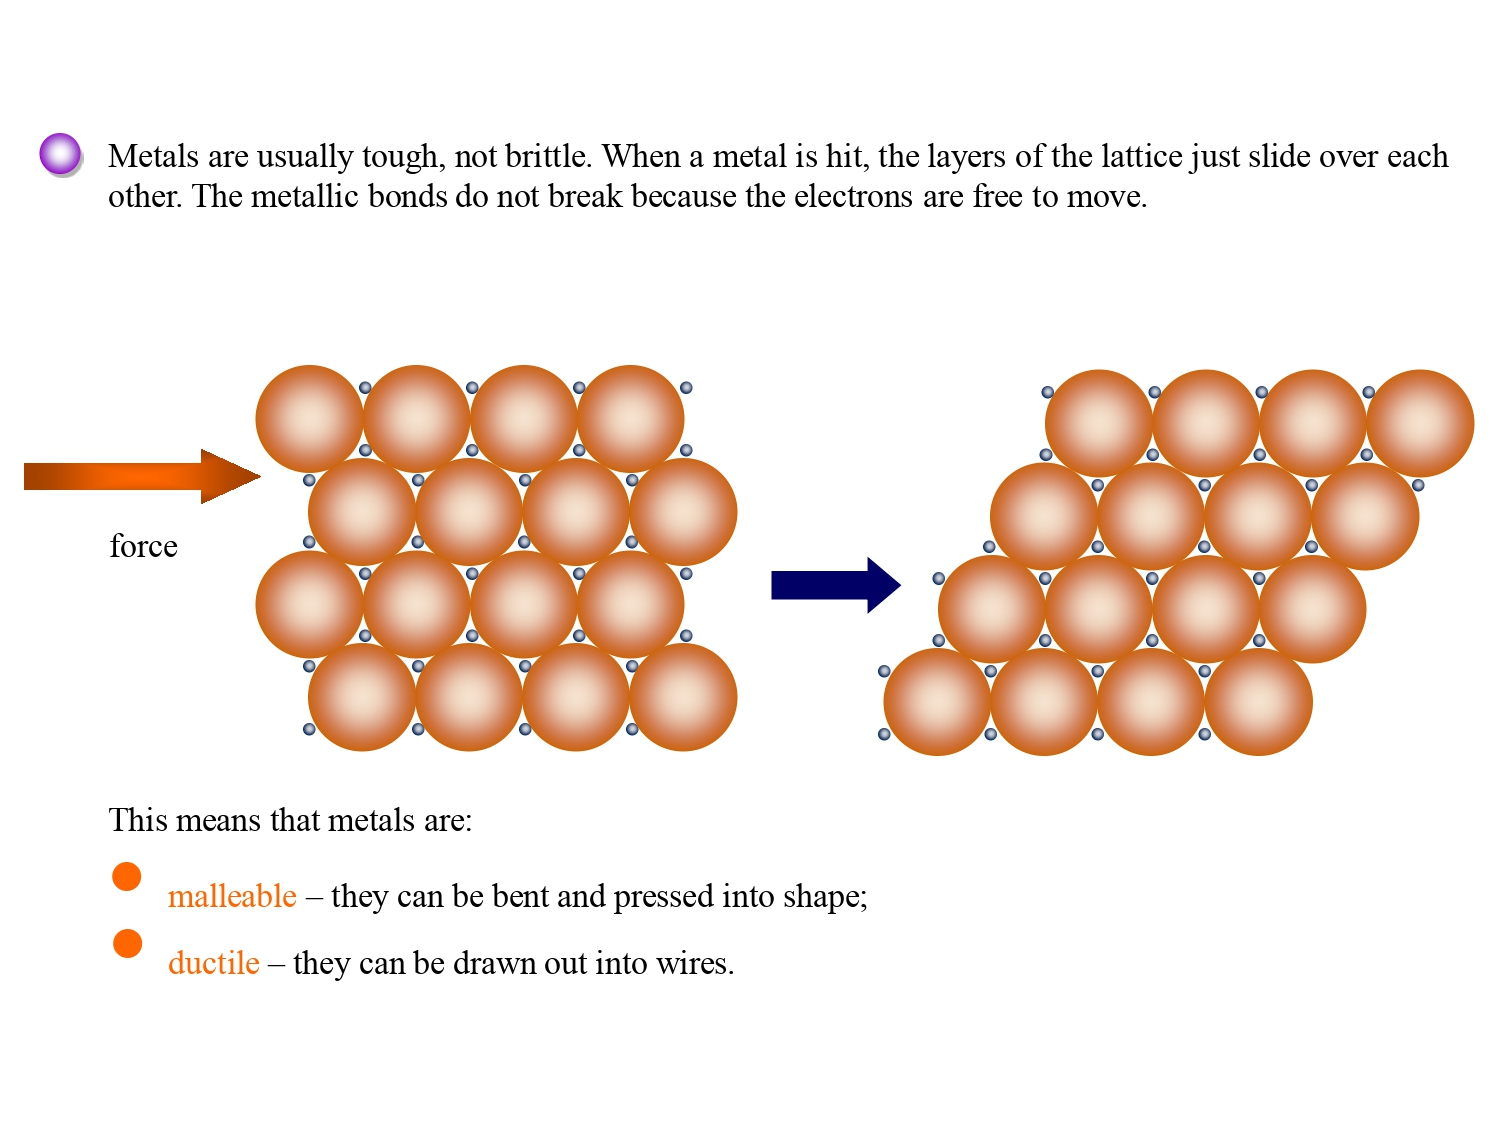 Metals are usually tough, not brittle. When a metal is hit, the layers of the lattice just slide over each
other. The metallic bonds do not break because the electrons are free to move.
force
This means that metals are:
malleable – they can be bent and pressed into shape;
ductile – they can be drawn out into wires.